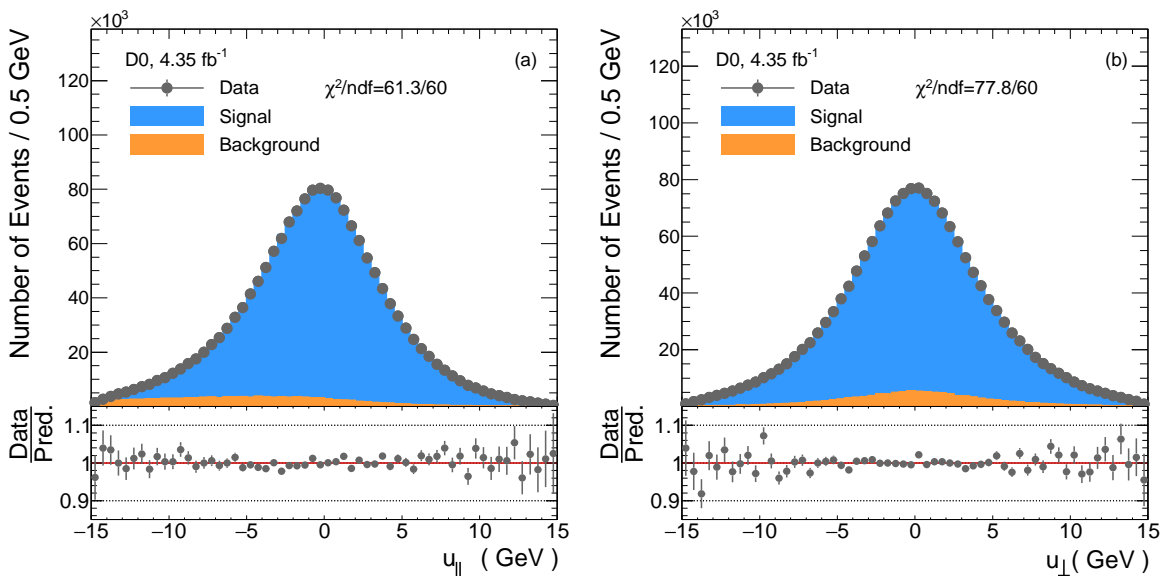 ×10³
D0, 4.35 fb⁻¹ (a)
Data χ²/ndf=61.3/60
Signal
Background
Number of Events / 0.5 GeV
120
100
80
60
40
20
Data
Pred.
1.1
1
0.9
−15 −10 −5 0 5 10 15
u∥ ( GeV )
×10³
D0, 4.35 fb⁻¹ (b)
Data χ²/ndf=77.8/60
Signal
Background
Number of Events / 0.5 GeV
120
100
80
60
40
20
Data
Pred.
1.1
1
0.9
−15 −10 −5 0 5 10 15
u⊥( GeV )